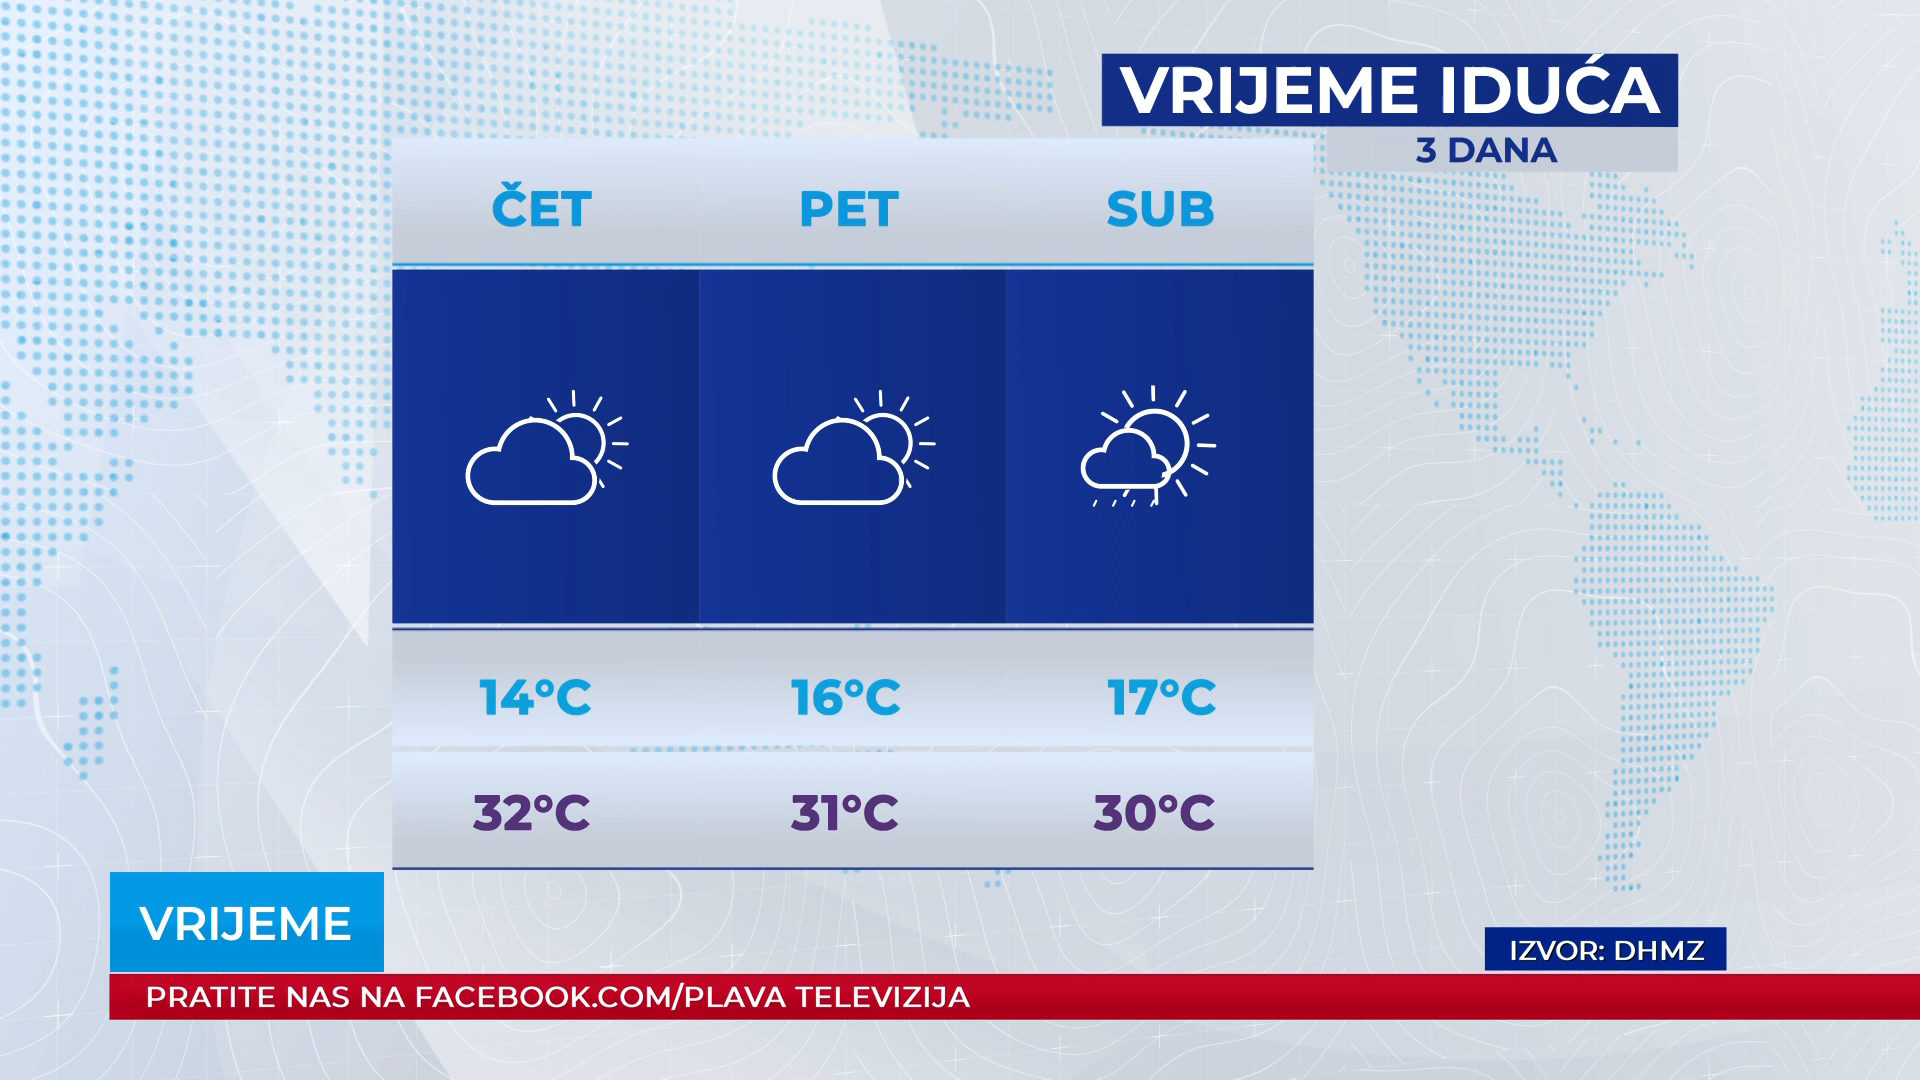 VRIJEME IDUĆA
3 DANA
ČET PET SUB
14°C 16°C 17°C
32°C 31°C 30°C
VRIJEME
IZVOR: DHMZ
PRATITE NAS NA FACEBOOK.COM/PLAVA TELEVIZIJA